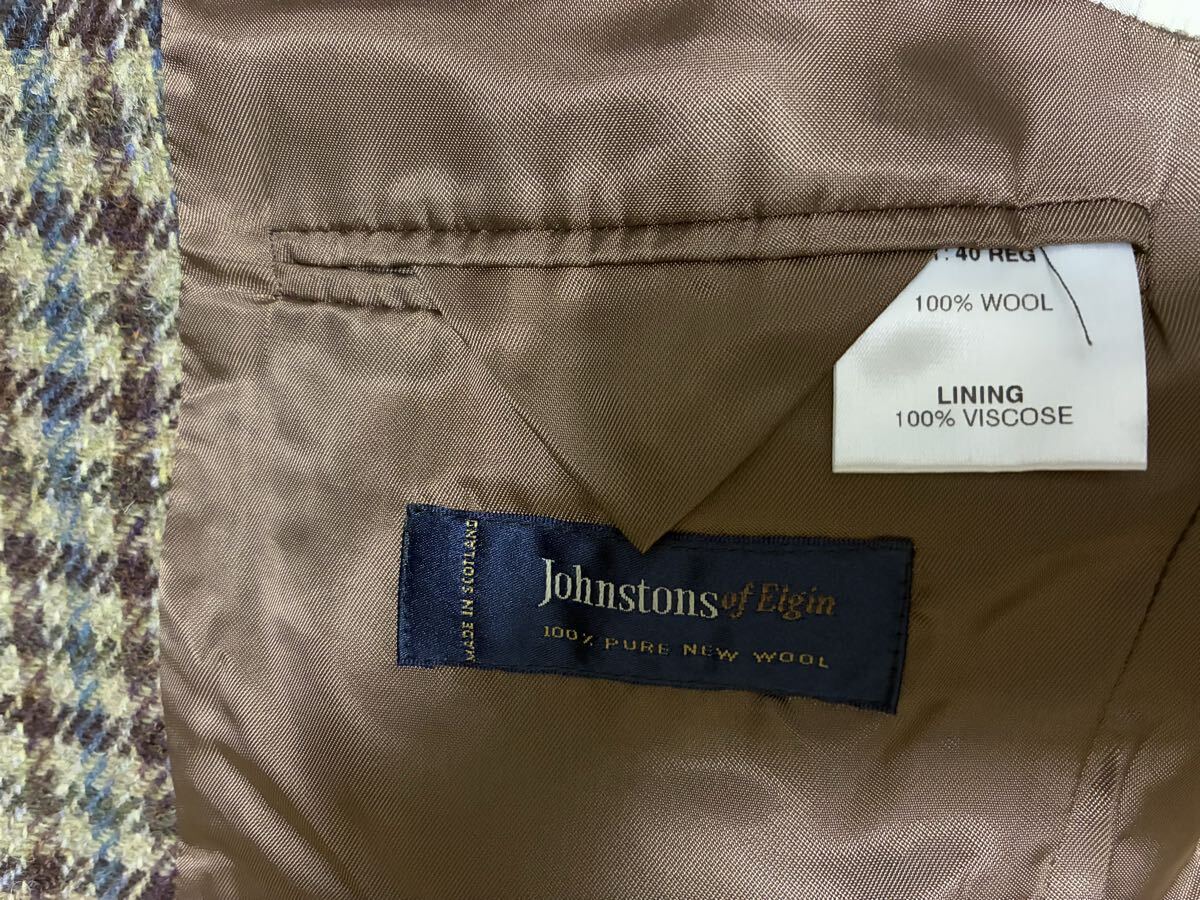 : 40 REG
100% WOOL
LINING
100% VISCOSE
MADE IN SCOTLAND
Johnstons of Elgin
100% PURE NEW WOOL